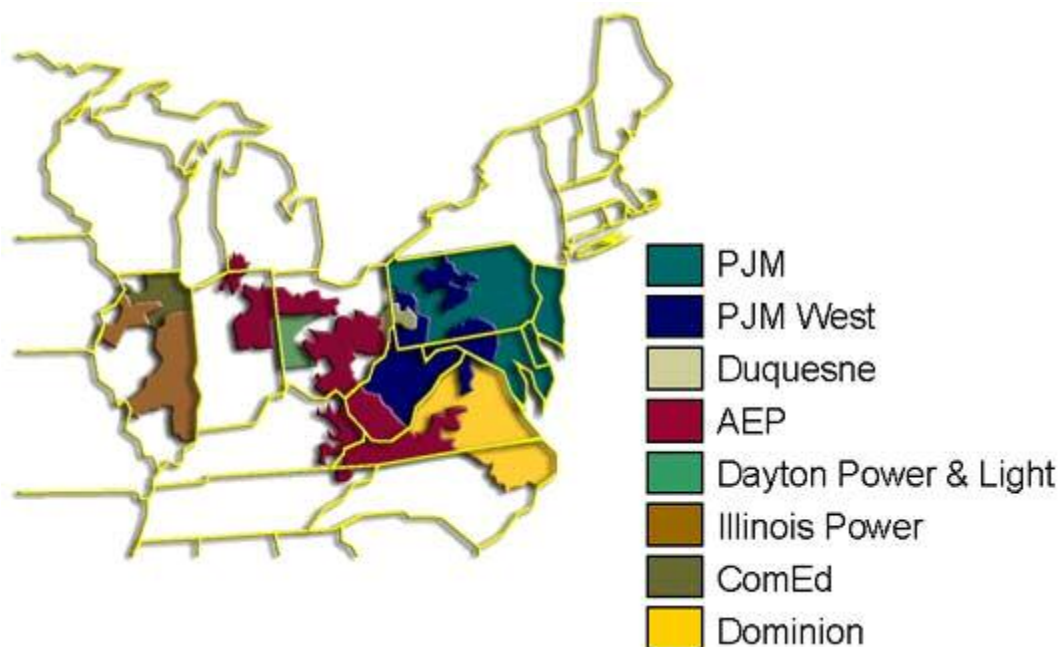 PJM
PJM West
Duquesne
AEP
Dayton Power & Light
Illinois Power
ComEd
Dominion